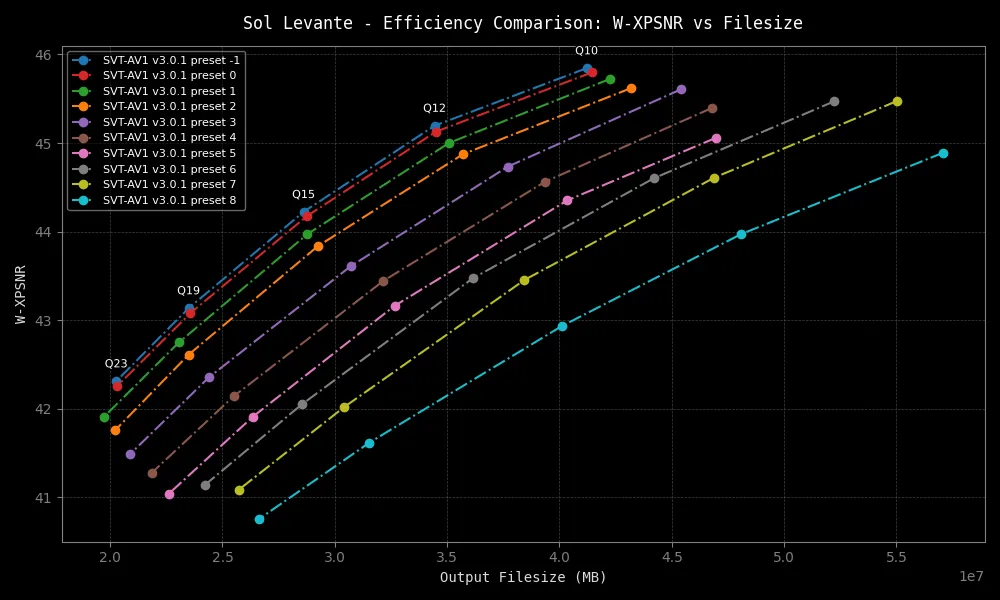 Sol Levante - Efficiency Comparison: W-XPSNR vs Filesize
Q10
46
SVT-AV1 v3.0.1 preset -1
SVT-AV1 v3.0.1 preset 0
SVT-AV1 v3.0.1 preset 1
SVT-AV1 v3.0.1 preset 2
SVT-AV1 v3.0.1 preset 3
SVT-AV1 v3.0.1 preset 4
SVT-AV1 v3.0.1 preset 5
SVT-AV1 v3.0.1 preset 6
SVT-AV1 v3.0.1 preset 7
SVT-AV1 v3.0.1 preset 8
Q12
45
Q15
44
Q19
43
Q23
42
41
W-XPSNR
2.0 2.5 3.0 3.5 4.0 4.5 5.0 5.5
1e7
Output Filesize (MB)